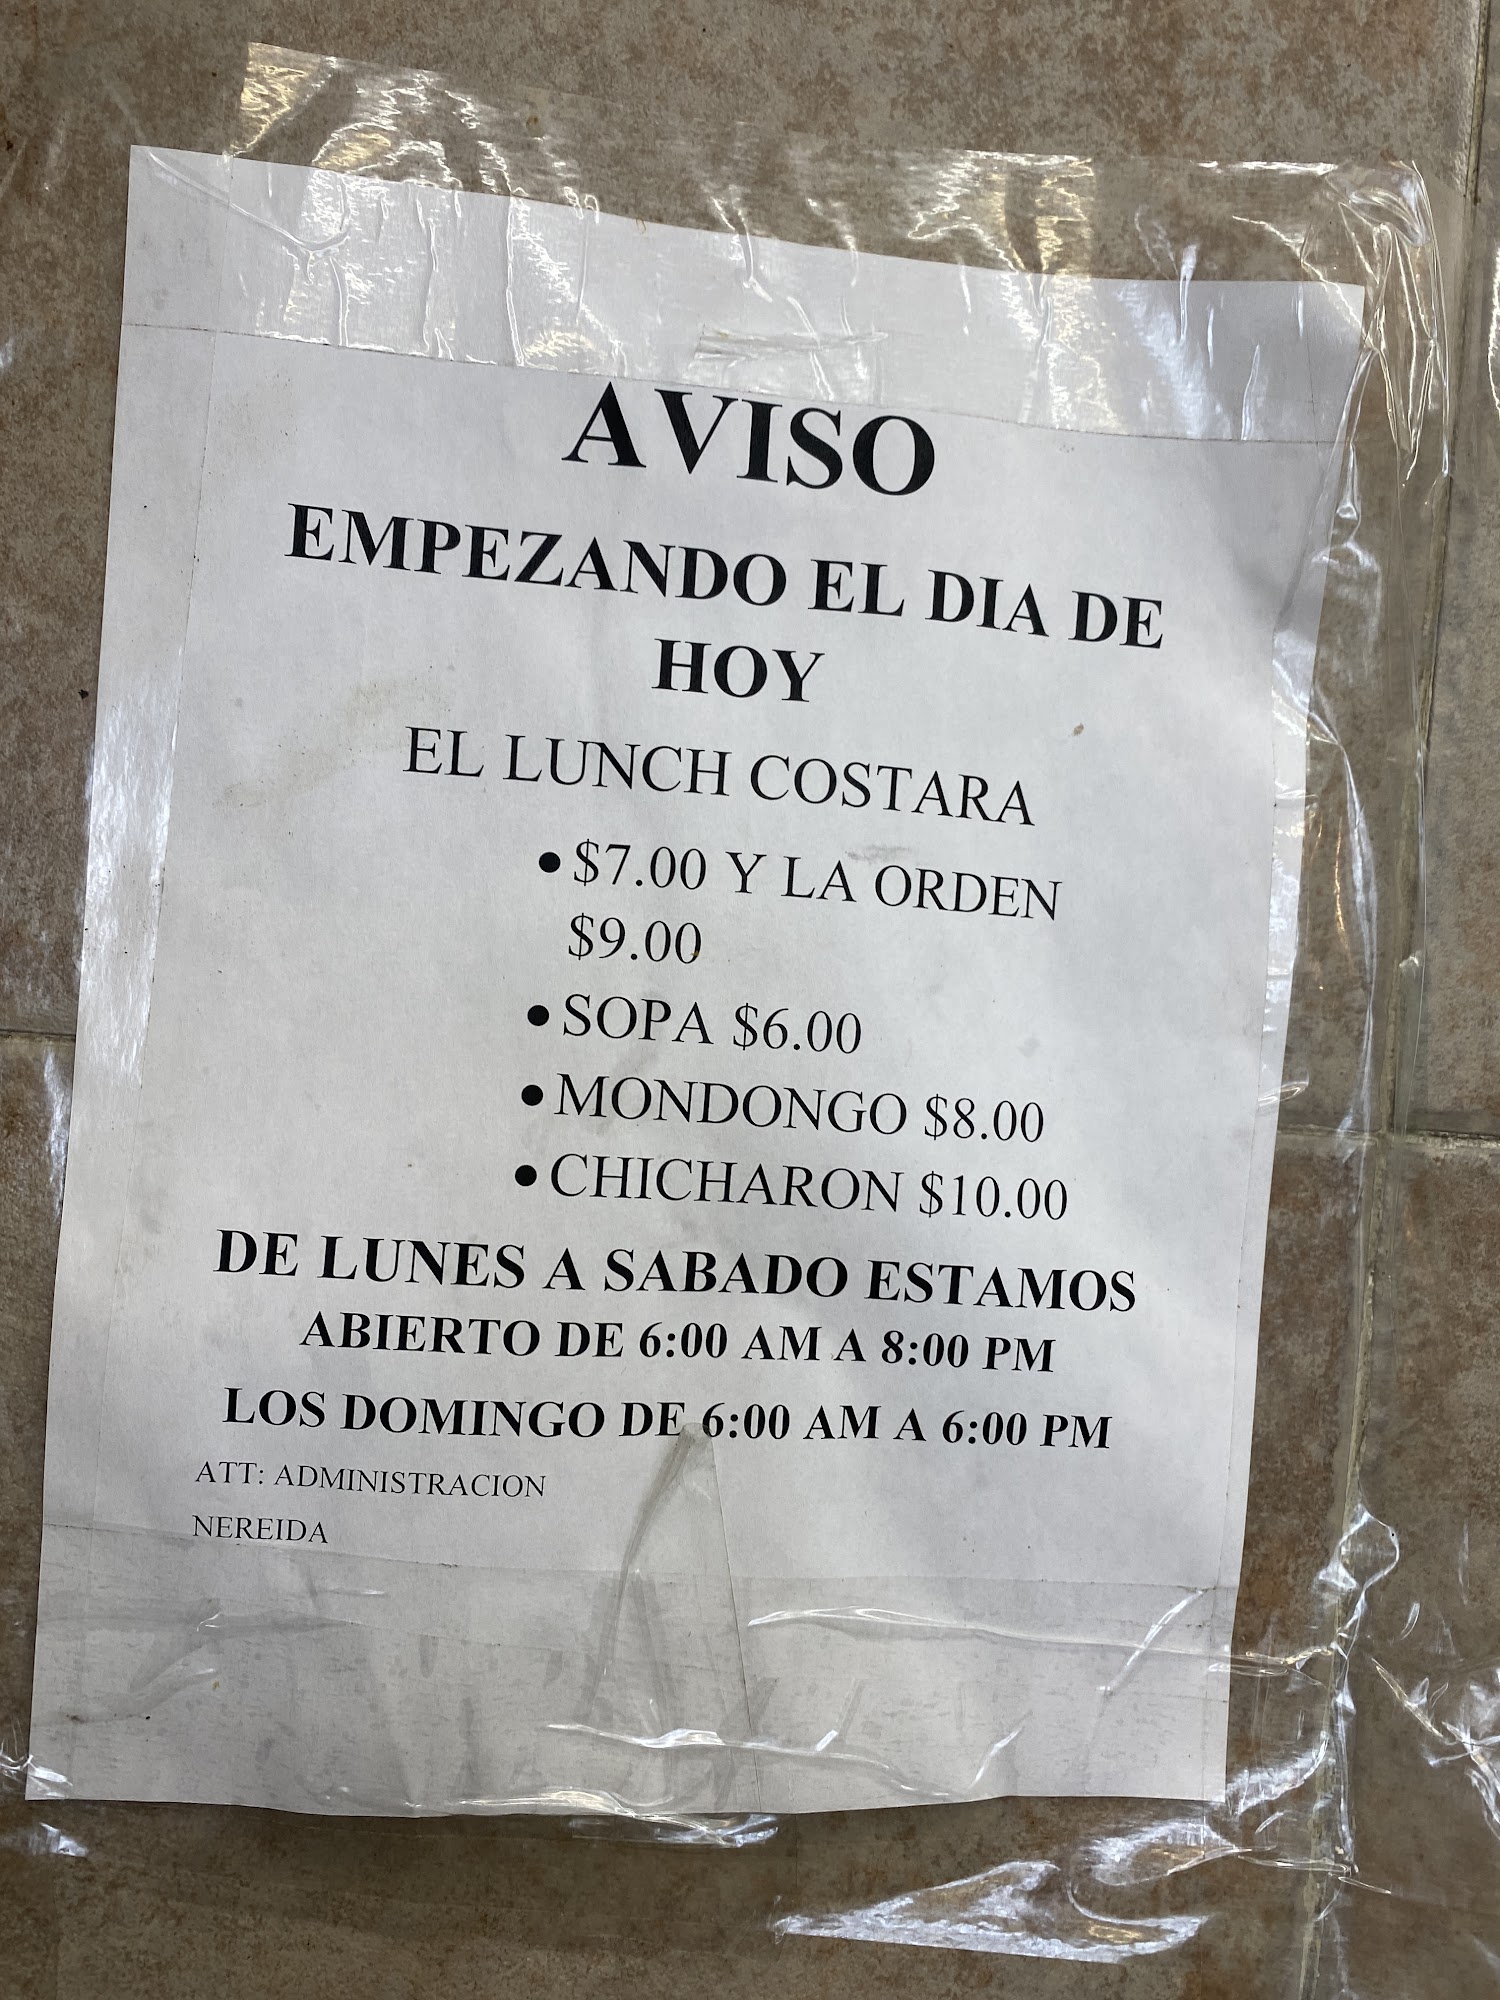 AVISO
EMPEZANDO EL DIA DE
HOY
EL LUNCH COSTARA
• $7.00 Y LA ORDEN
$9.00
• SOPA $6.00
• MONDONGO $8.00
• CHICHARON $10.00
DE LUNES A SABADO ESTAMOS
ABIERTO DE 6:00 AM A 8:00 PM
LOS DOMINGO DE 6:00 AM A 6:00 PM
ATT: ADMINISTRACION
NEREIDA